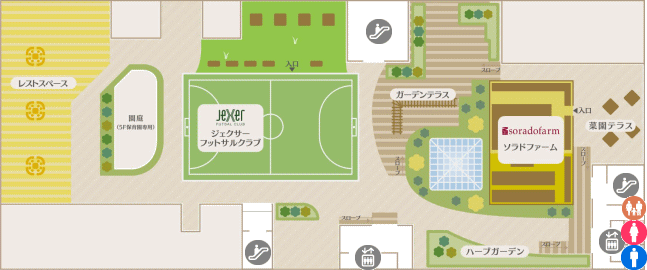 レストスペース
園庭
(5F保育園専用)
入口
JEXER
FUTSAL CLUB
ジェクサー
フットサルクラブ
ガーデンテラス
スロープ
スロープ
soradofarm
ソラドファーム
入口
菜園テラス
スロープ
スロープ
スロープ
ハーブガーデン